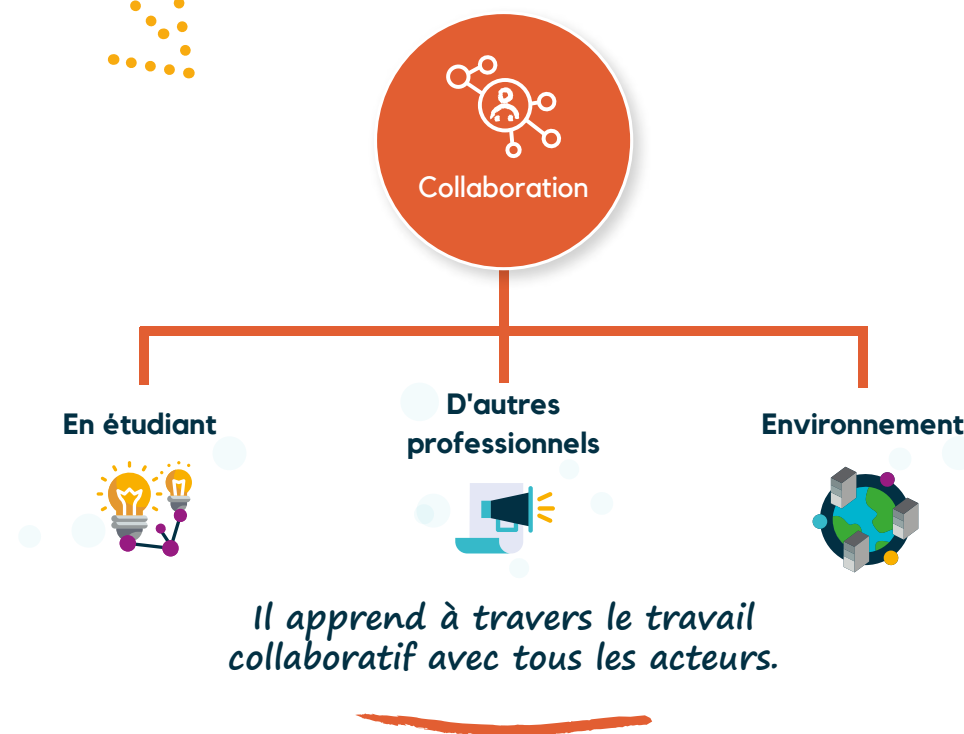 Collaboration
En étudiant
D'autres
professionnels
Environnement
Il apprend à travers le travail
collaboratif avec tous les acteurs.